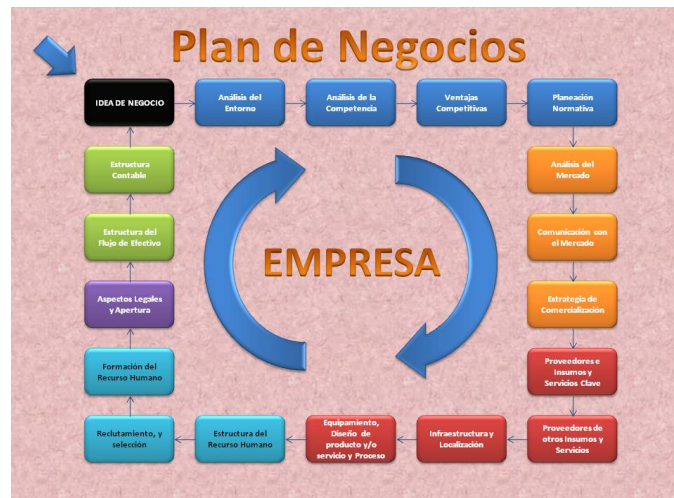 Plan de Negocios
IDEA DE NEGOCIO
Análisis del
Entorno
Análisis de la
Competencia
Ventajas
Competitivas
Planeación
Normativa
Análisis del
Mercado
Comunicación con
el Mercado
Estrategia de
Comercialización
Proveedores e
Insumos y
Servicios Clave
Proveedores de
otros Insumos y
Servicios
Infraestructura y
Localización
Equipamiento,
Diseño de
producto y/o
servicio y Proceso
Estructura del
Recurso Humano
Reclutamiento, y
selección
Formación del
Recurso Humano
Aspectos Legales
y Apertura
Estructura del
Flujo de Efectivo
Estructura
Contable
EMPRESA